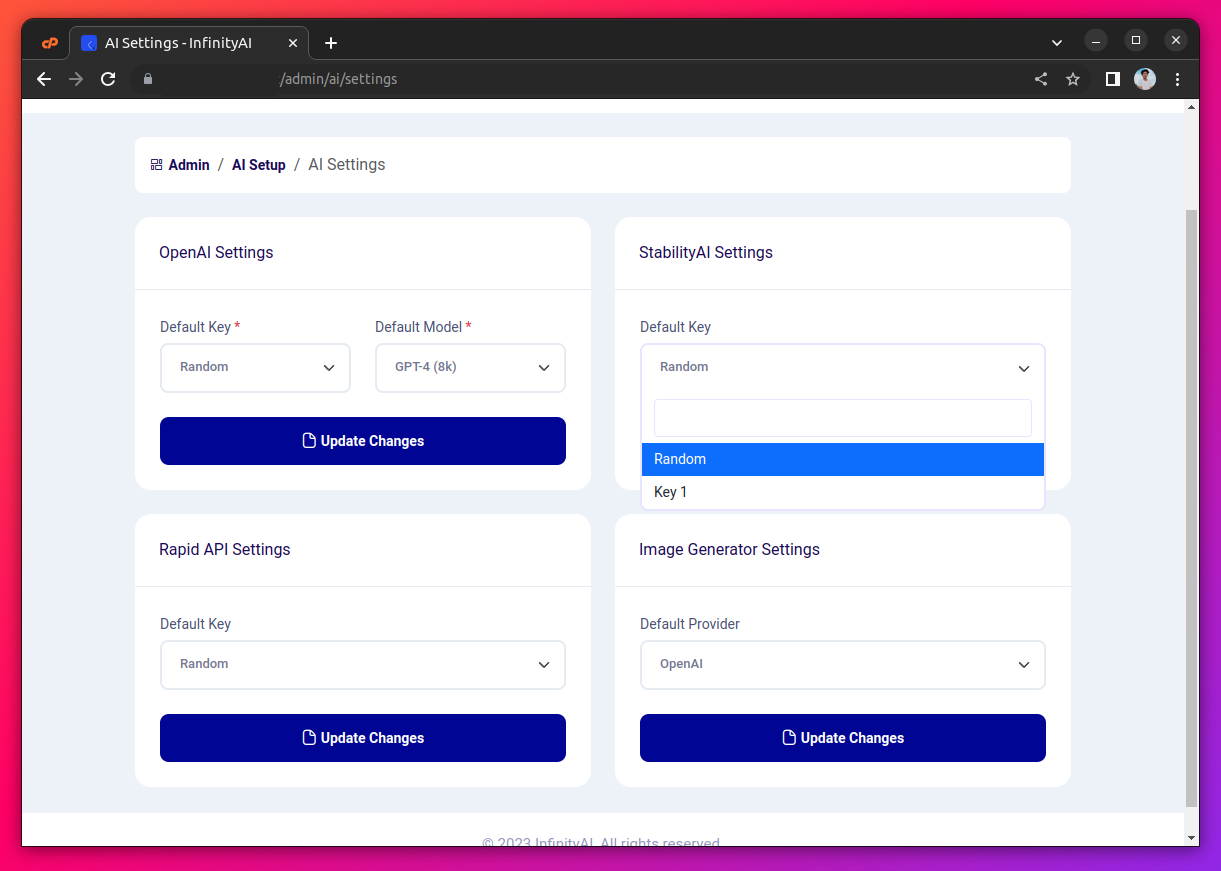 AI Settings - InfinityAI
/admin/ai/settings
Admin / AI Setup / AI Settings
OpenAI Settings
Default Key *
Default Model *
Random
GPT-4 (8k)
Update Changes
StabilityAI Settings
Default Key
Random
Random
Key 1
Rapid API Settings
Default Key
Random
Update Changes
Image Generator Settings
Default Provider
OpenAI
Update Changes
© 2023 InfinityAI. All rights reserved